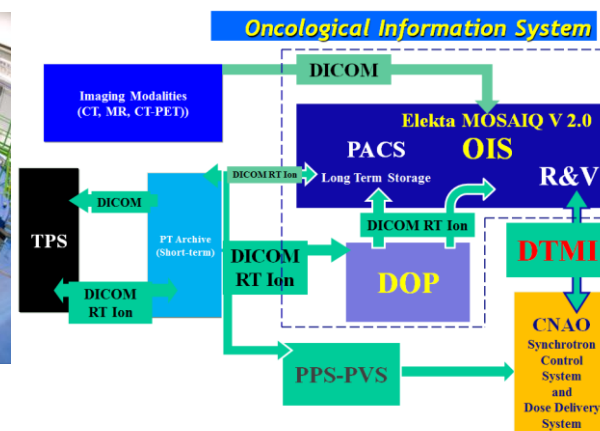 Oncological Information System
DICOM
Imaging Modalities
(CT, MR, CT-PET))
Elekta MOSAIQ V 2.0
OIS
PACS
Long Term Storage
R&V
DICOM RT Ion
TPS
DICOM
PT Archive
(Short-term)
DICOM
RT Ion
DICOM RT Ion
DOP
DTMI
DICOM
RT Ion
CNAO
Synchrotron
Control
System
and
Dose Delivery
System
PPS-PVS